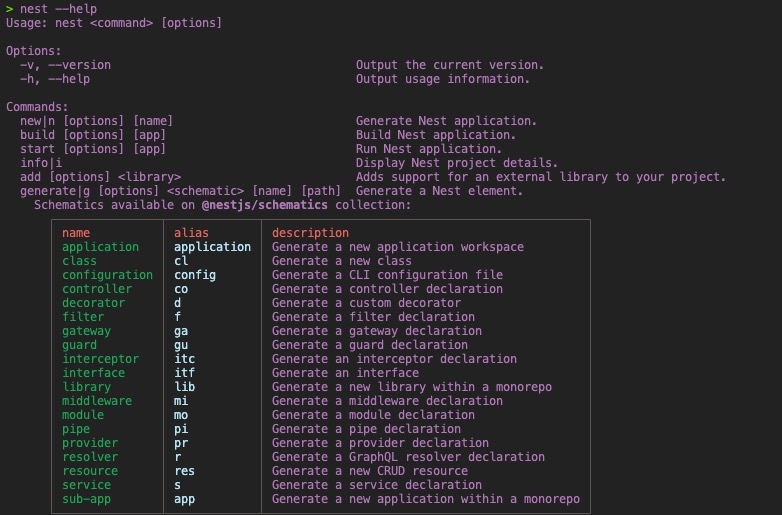 > nest --help
Usage: nest <command> [options]
Options:
-v, --version Output the current version.
-h, --help Output usage information.
Commands:
new|n [options] [name] Generate Nest application.
build [options] [app] Build Nest application.
start [options] [app] Run Nest application.
info|i Display Nest project details.
add [options] <library> Adds support for an external library to your project.
generate|g [options] <schematic> [name] [path] Generate a Nest element.
Schematics available on @nestjs/schematics collection:
name alias description
application application Generate a new application workspace
class cl Generate a new class
configuration config Generate a CLI configuration file
controller co Generate a controller declaration
decorator d Generate a custom decorator
filter f Generate a filter declaration
gateway ga Generate a gateway declaration
guard gu Generate a guard declaration
interceptor itc Generate an interceptor declaration
interface itf Generate an interface
library lib Generate a new library within a monorepo
middleware mi Generate a middleware declaration
module mo Generate a module declaration
pipe pi Generate a pipe declaration
provider pr Generate a provider declaration
resolver r Generate a GraphQL resolver declaration
resource res Generate a new CRUD resource
service s Generate a service declaration
sub-app app Generate a new application within a monorepo